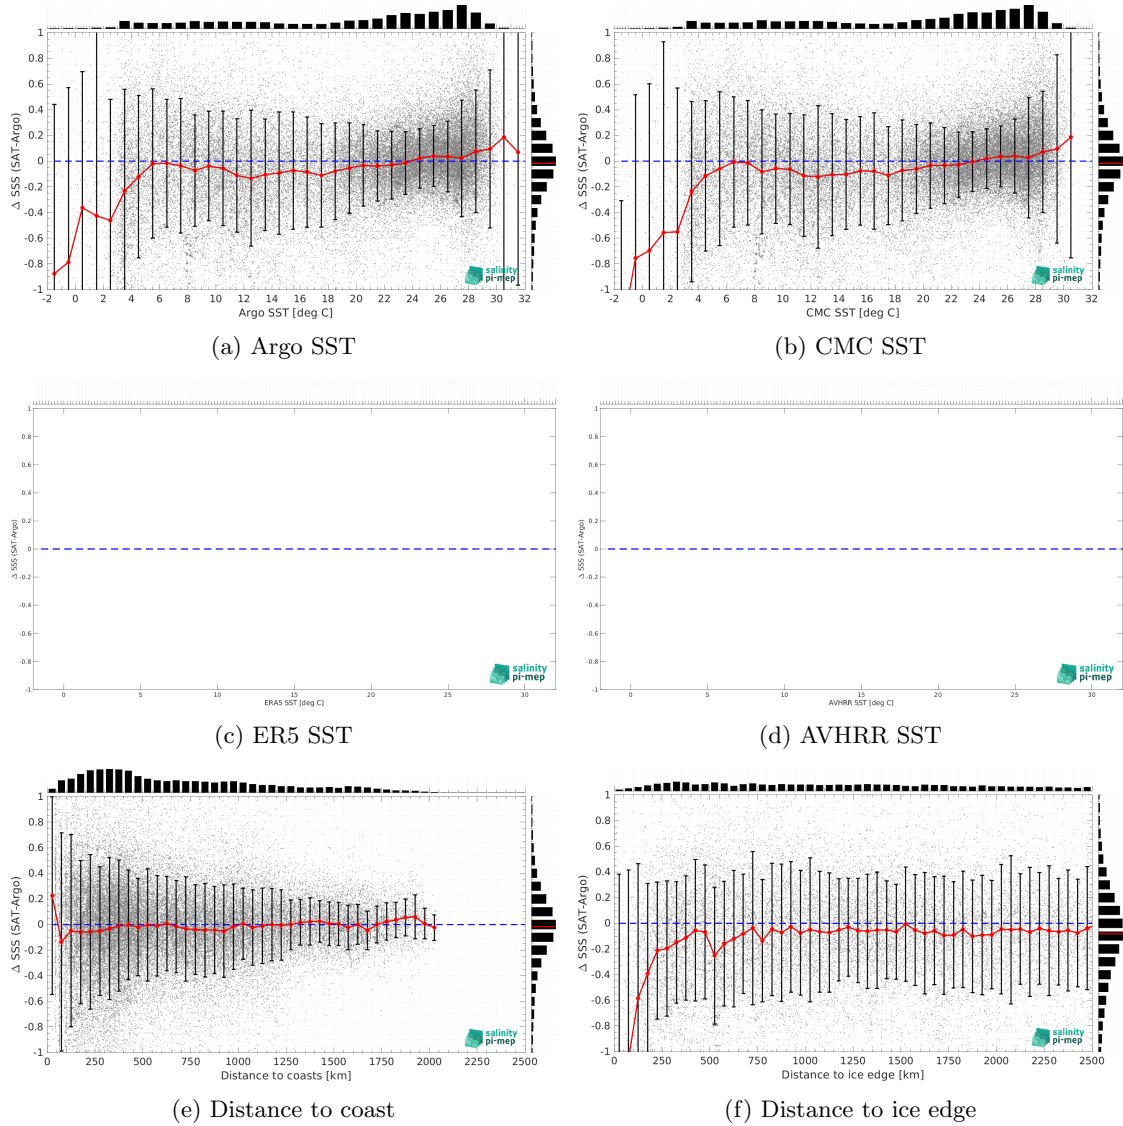 1
0.8
0.6
0.4
0.2
0
-0.2
-0.4
-0.6
-0.8
-1
Δ SSS (SAT-Argo)
-2 0 2 4 6 8 10 12 14 16 18 20 22 24 26 28 30 32
Argo SST [deg C]
salinity
pi-mep
(a) Argo SST
1
0.8
0.6
0.4
0.2
0
-0.2
-0.4
-0.6
-0.8
-1
Δ SSS (SAT-Argo)
-2 0 2 4 6 8 10 12 14 16 18 20 22 24 26 28 30 32
CMC SST [deg C]
salinity
pi-mep
(b) CMC SST
1
0.8
0.6
0.4
0.2
0
-0.2
-0.4
-0.6
-0.8
-1
Δ SSS (SAT-Argo)
0 5 10 15 20 25 30
ERA5 SST [deg C]
salinity
pi-mep
(c) ER5 SST
1
0.8
0.6
0.4
0.2
0
-0.2
-0.4
-0.6
-0.8
-1
Δ SSS (SAT-Argo)
0 5 10 15 20 25 30
AVHRR SST [deg C]
salinity
pi-mep
(d) AVHRR SST
1
0.8
0.6
0.4
0.2
0
-0.2
-0.4
-0.6
-0.8
-1
Δ SSS (SAT-Argo)
0 250 500 750 1000 1250 1500 1750 2000 2250 2500
Distance to coasts [km]
salinity
pi-mep
(e) Distance to coast
1
0.8
0.6
0.4
0.2
0
-0.2
-0.4
-0.6
-0.8
-1
Δ SSS (SAT-Argo)
0 250 500 750 1000 1250 1500 1750 2000 2250 2500
Distance to ice edge [km]
salinity
pi-mep
(f) Distance to ice edge